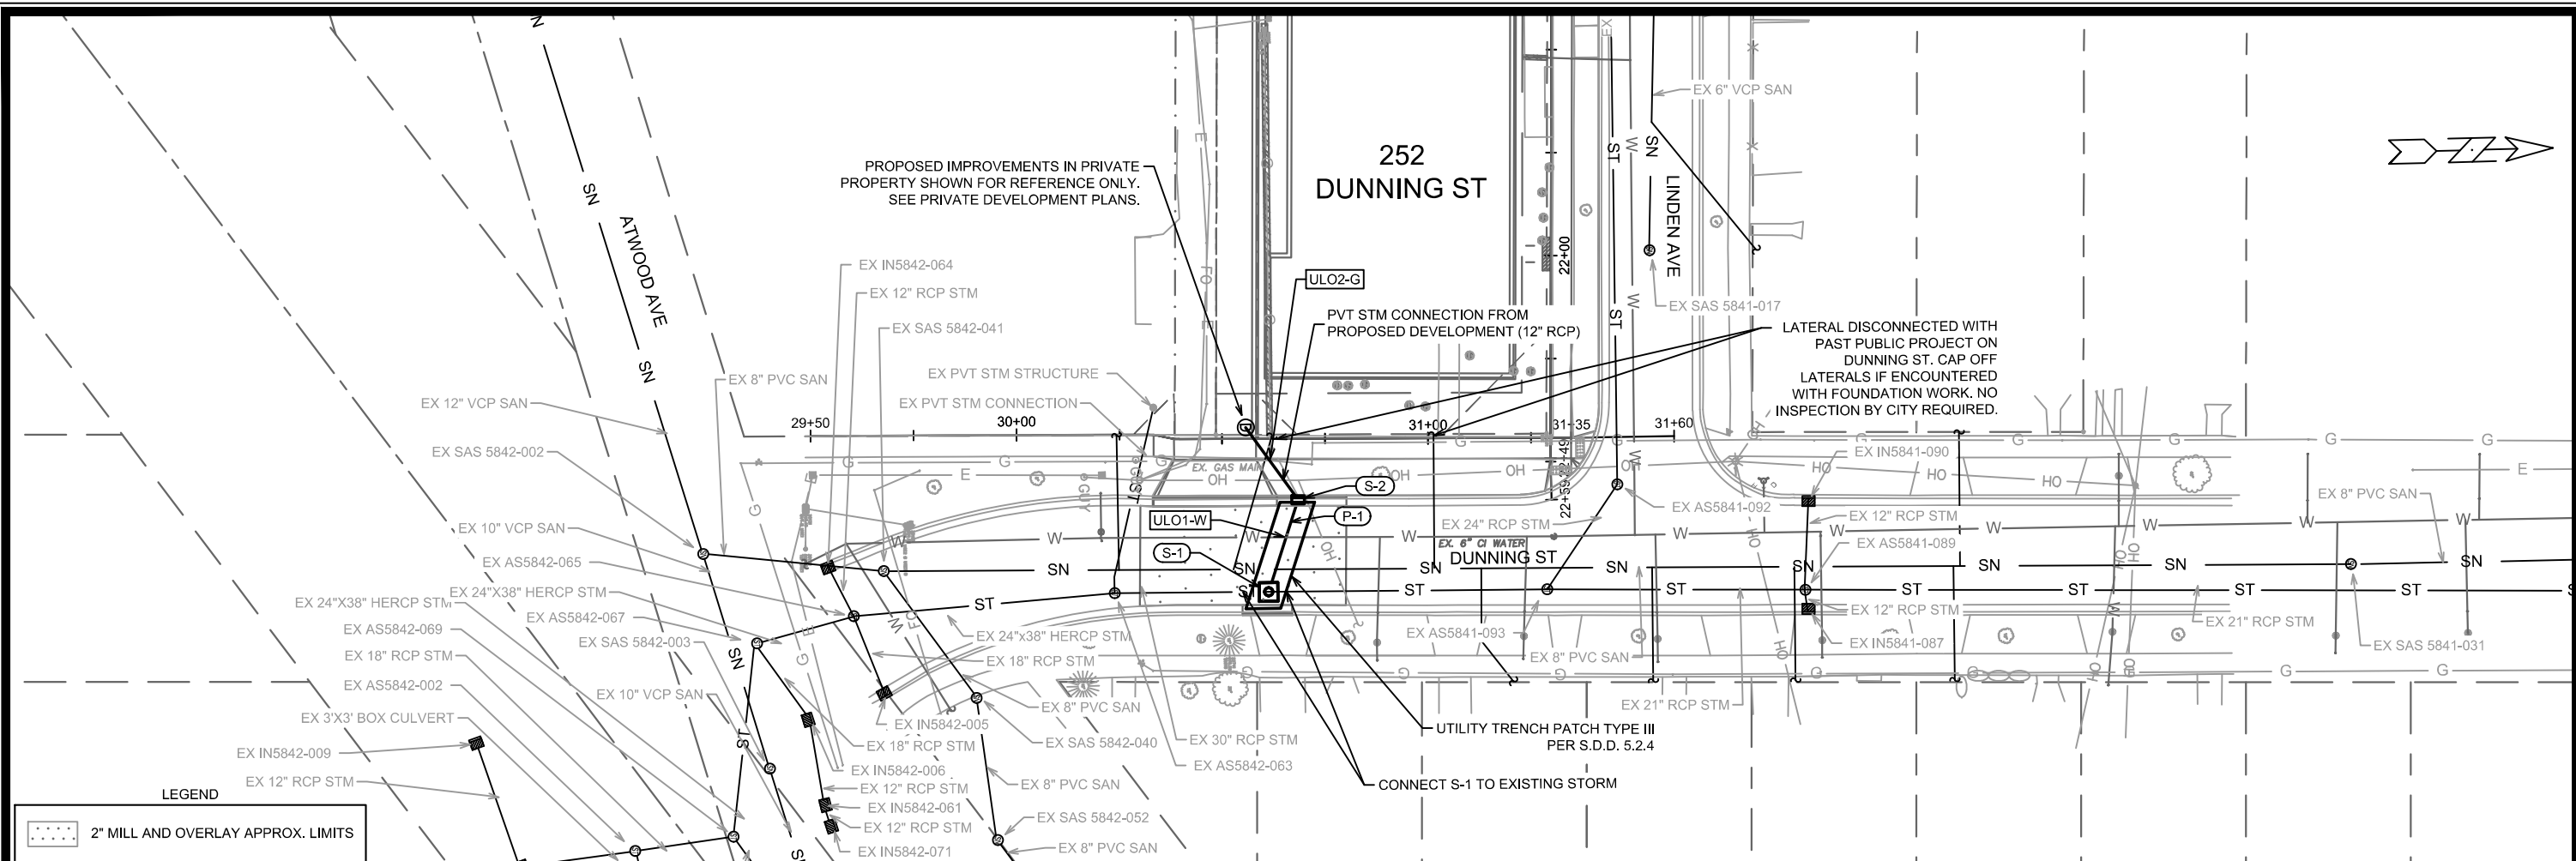 252
DUNNING ST
PROPOSED IMPROVEMENTS IN PRIVATE
PROPERTY SHOWN FOR REFERENCE ONLY.
SEE PRIVATE DEVELOPMENT PLANS.
EX 6" VCP SAN
LINDEN AVE
ATWOOD AVE
22+00
EX IN5842-064
EX 12" RCP STM
EX SAS 5842-041
ULO2-G
PVT STM CONNECTION FROM
PROPOSED DEVELOPMENT (12" RCP)
EX SAS 5841-017
LATERAL DISCONNECTED WITH
PAST PUBLIC PROJECT ON
DUNNING ST. CAP OFF
LATERALS IF ENCOUNTERED
WITH FOUNDATION WORK. NO
INSPECTION BY CITY REQUIRED.
EX 8" PVC SAN
EX PVT STM STRUCTURE
EX PVT STM CONNECTION
EX 12" VCP SAN
29+50
30+00
31+00
31+35
31+60
EX SAS 5842-002
EX. GAS MAIN
OH
S-2
EX IN5841-090
EX 8" PVC SAN
GUY
ULO1-W
P-1
EX 24" RCP STM
EX AS5841-092
EX 12" RCP STM
EX 10" VCP SAN
S-1
EX. 6" CI WATER
DUNNING ST
EX AS5841-089
EX AS5842-065
SN SN SN SN SN SN
EX 24"X38" HERCP STM
EX 24"X38" HERCP STM
ST ST ST ST ST ST
EX AS5842-067
EX 12" RCP STM
EX 21" RCP STM
EX AS5842-069
EX SAS 5842-003
EX 24"x38" HERCP STM
EX AS5841-093
EX IN5841-087
EX SAS 5841-031
EX 18" RCP STM
EX 18" RCP STM
EX 8" PVC SAN
EX AS5842-002
EX 10" VCP SAN
EX 8" PVC SAN
EX 21" RCP STM
EX 3'X3' BOX CULVERT
EX IN5842-005
EX IN5842-009
EX 18" RCP STM
EX SAS 5842-040
EX 30" RCP STM
UTILITY TRENCH PATCH TYPE III
PER S.D.D. 5.2.4
EX IN5842-006
EX AS5842-063
EX 12" RCP STM
EX 12" RCP STM
EX 8" PVC SAN
CONNECT S-1 TO EXISTING STORM
EX IN5842-061
EX SAS 5842-052
EX 12" RCP STM
EX IN5842-071
EX 8" PVC SAN
LEGEND
2" MILL AND OVERLAY APPROX. LIMITS